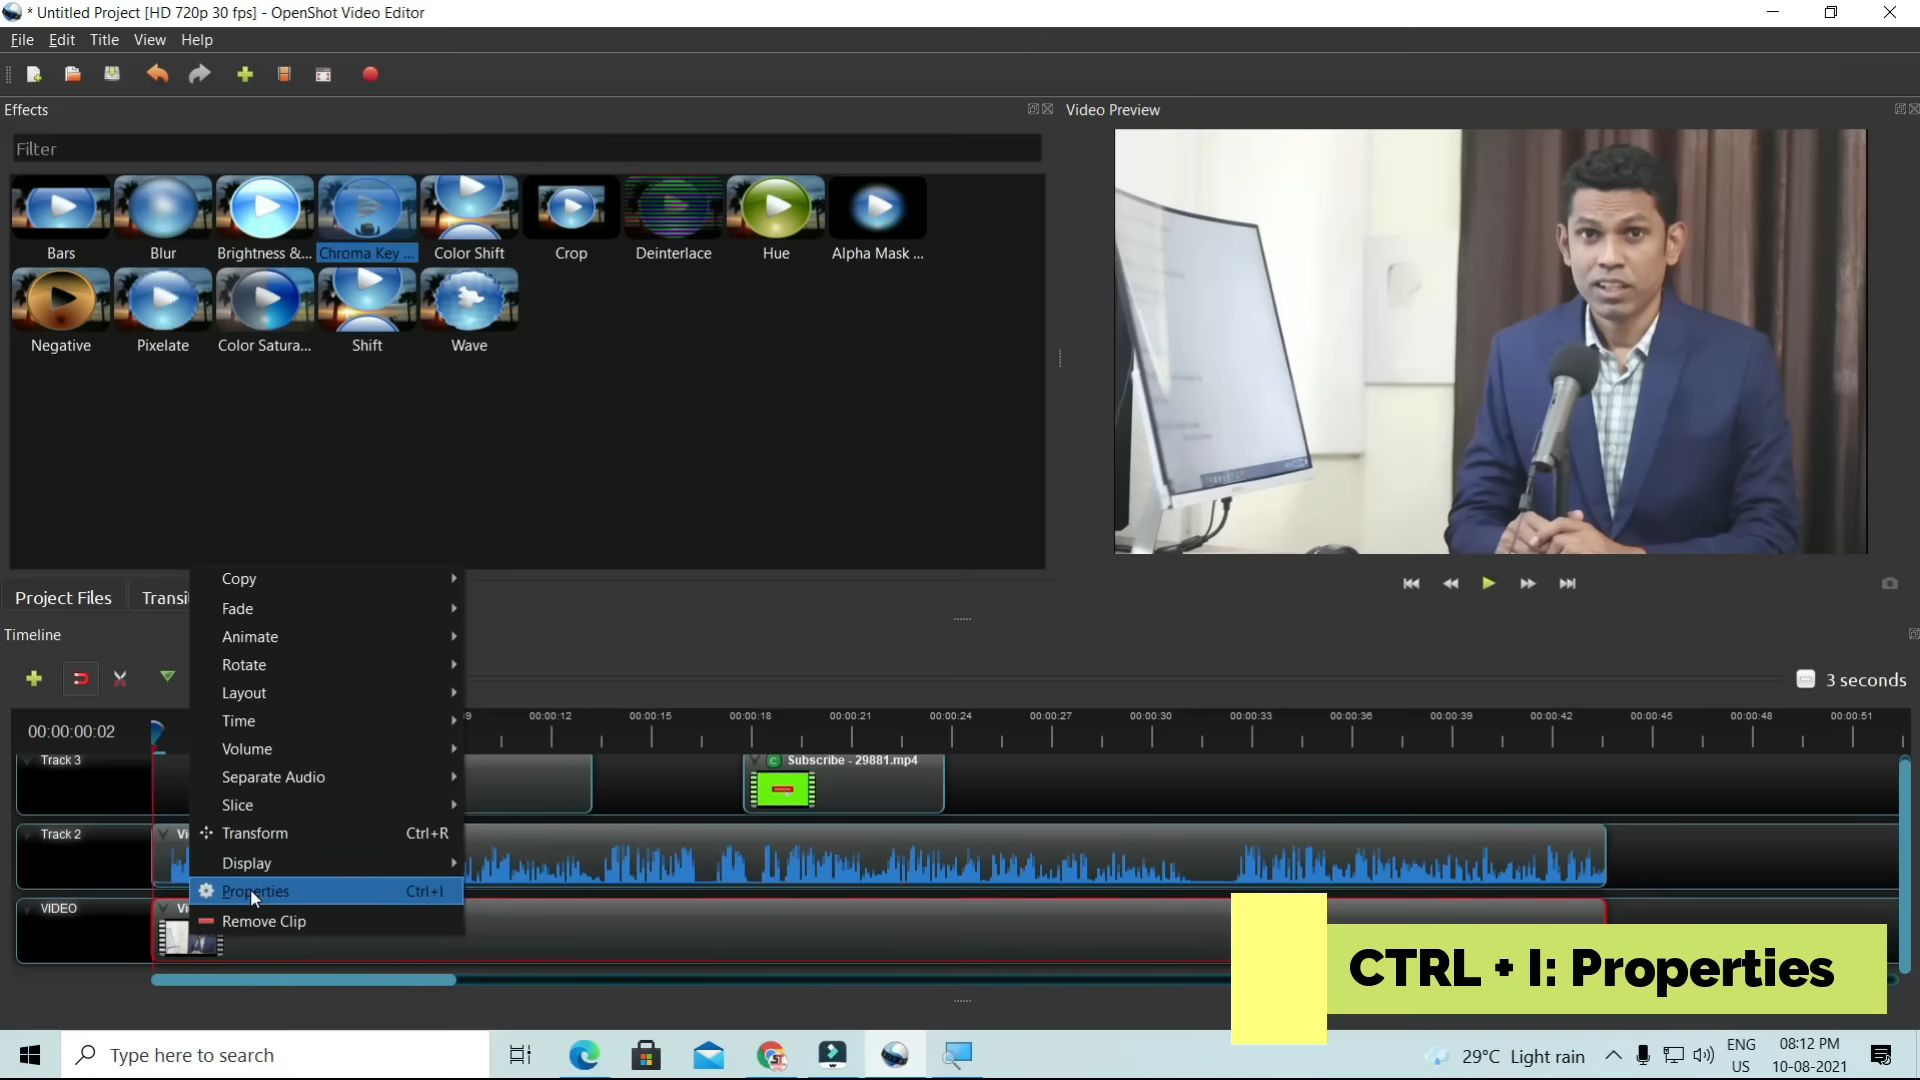 * Untitled Project [HD 720p 30 fps] - OpenShot Video Editor
File Edit Title View Help
Effects
Video Preview
Filter
Bars Blur Brightness &... Chroma Key ... Color Shift Crop Deinterlace Hue Alpha Mask ...
Negative Pixelate Color Satura... Shift Wave
Project Files Transi
Timeline
Copy
Fade
Animate
Rotate
Layout
Time
Volume
Separate Audio
Slice
Transform Ctrl+R
Display
Properties Ctrl+I
Remove Clip
3 seconds
00:00:00:02
9 00:00:12 00:00:15 00:00:18 00:00:21 00:00:24 00:00:27 00:00:30 00:00:33 00:00:36 00:00:39 00:00:42 00:00:45 00:00:48 00:00:51
Track 3
C Subscribe - 29881.mp4
Track 2 Vi
VIDEO Vi
CTRL + I: Properties
Type here to search
29°C Light rain
ENG
US
08:12 PM
10-08-2021